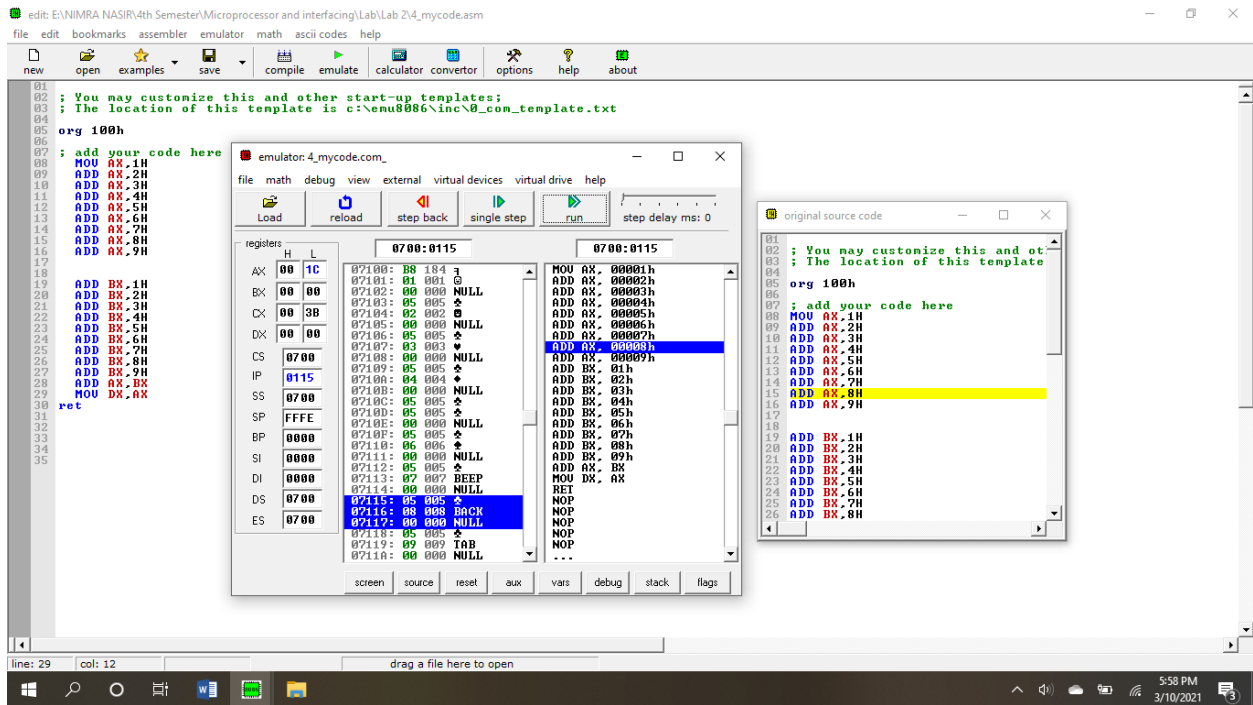 edit: E:\NIMRA NASIR\4th Semester\Microprocessor and interfacing\Lab\Lab 2\4_mycode.asm
file edit bookmarks assembler emulator math ascii codes help
new open examples save compile emulate calculator convertor options help about
01
02 ; You may customize this and other start-up templates;
03 ; The location of this template is c:\emu8086\inc\0_com_template.txt
04
05 org 100h
06
07 ; add your code here
08 MOV AX,1H
09 ADD AX,2H
10 ADD AX,3H
11 ADD AX,4H
12 ADD AX,5H
13 ADD AX,6H
14 ADD AX,7H
15 ADD AX,8H
16 ADD AX,9H
17
18
19 ADD BX,1H
20 ADD BX,2H
21 ADD BX,3H
22 ADD BX,4H
23 ADD BX,5H
24 ADD BX,6H
25 ADD BX,7H
26 ADD BX,8H
27 ADD BX,9H
28 ADD AX,BX
29 MOV DX,AX
30 ret
31
32
33
34
35
emulator: 4_mycode.com_
file math debug view external virtual devices virtual drive help
Load reload step back single step run step delay ms: 0
registers
H L
AX 00 1C
BX 00 00
CX 00 3B
DX 00 00
CS 0700
IP 0115
SS 0700
SP FFFE
BP 0000
SI 0000
DI 0000
DS 0700
ES 0700
0700:0115
07100: B8 184 ╕
07101: 01 001 ☺
07102: 00 000 NULL
07103: 05 005 ♣
07104: 02 002 ☻
07105: 00 000 NULL
07106: 05 005 ♣
07107: 03 003 ♥
07108: 00 000 NULL
07109: 05 005 ♣
0710A: 04 004 ♦
0710B: 00 000 NULL
0710C: 05 005 ♣
0710D: 05 005 ♣
0710E: 00 000 NULL
0710F: 05 005 ♣
07110: 06 006 ♠
07111: 00 000 NULL
07112: 05 005 ♣
07113: 07 007 BEEP
07114: 00 000 NULL
07115: 05 005 ♣
07116: 08 008 BACK
07117: 00 000 NULL
07118: 05 005 ♣
07119: 09 009 TAB
0711A: 00 000 NULL
0700:0115
MOV AX, 00001h
ADD AX, 00002h
ADD AX, 00003h
ADD AX, 00004h
ADD AX, 00005h
ADD AX, 00006h
ADD AX, 00007h
ADD AX, 00008h
ADD AX, 00009h
ADD BX, 01h
ADD BX, 02h
ADD BX, 03h
ADD BX, 04h
ADD BX, 05h
ADD BX, 06h
ADD BX, 07h
ADD BX, 08h
ADD BX, 09h
ADD AX, BX
MOV DX, AX
RET
NOP
NOP
NOP
NOP
NOP
...
screen source reset aux vars debug stack flags
original source code
01
02 ; You may customize this and ot
03 ; The location of this template
04
05 org 100h
06
07 ; add your code here
08 MOV AX,1H
09 ADD AX,2H
10 ADD AX,3H
11 ADD AX,4H
12 ADD AX,5H
13 ADD AX,6H
14 ADD AX,7H
15 ADD AX,8H
16 ADD AX,9H
17
18
19 ADD BX,1H
20 ADD BX,2H
21 ADD BX,3H
22 ADD BX,4H
23 ADD BX,5H
24 ADD BX,6H
25 ADD BX,7H
26 ADD BX,8H
line: 29 col: 12 drag a file here to open
5:58 PM
3/10/2021
3